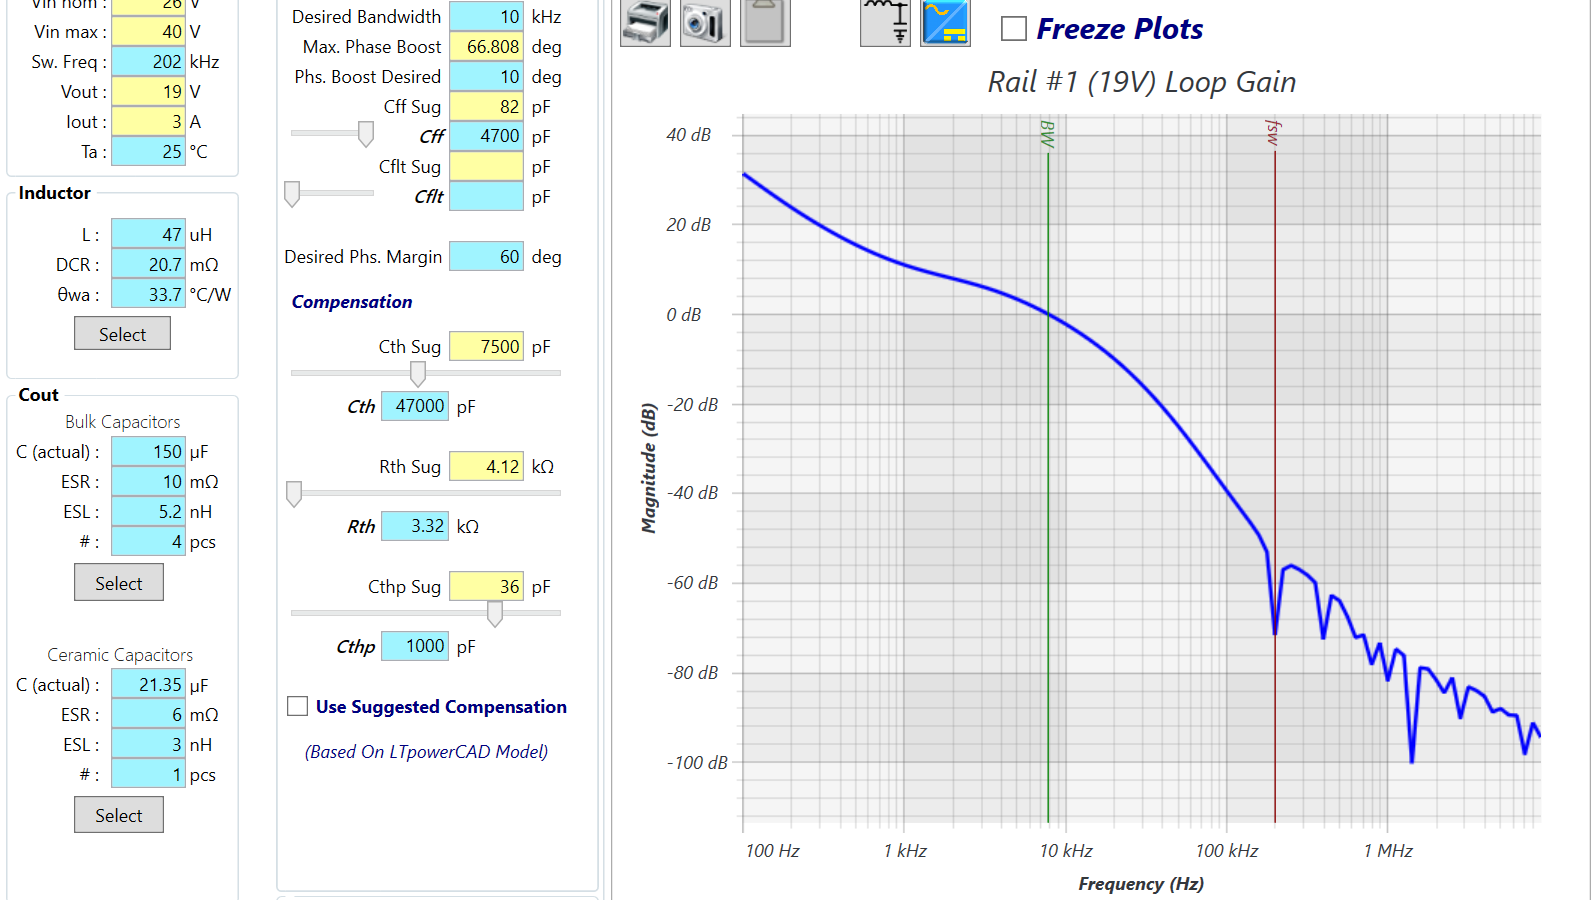 Vin nom : 26 V
Vin max : 40 V
Sw. Freq : 202 kHz
Vout : 19 V
Iout : 3 A
Ta : 25 °C
Inductor
L : 47 uH
DCR : 20.7 mΩ
θwa : 33.7 °C/W
Select
Cout
Bulk Capacitors
C (actual) : 150 µF
ESR : 10 mΩ
ESL : 5.2 nH
# : 4 pcs
Select
Ceramic Capacitors
C (actual) : 21.35 µF
ESR : 6 mΩ
ESL : 3 nH
# : 1 pcs
Select
Desired Bandwidth 10 kHz
Max. Phase Boost 66.808 deg
Phs. Boost Desired 10 deg
Cff Sug 82 pF
Cff 4700 pF
Cflt Sug pF
Cflt pF
Desired Phs. Margin 60 deg
Compensation
Cth Sug 7500 pF
Cth 47000 pF
Rth Sug 4.12 kΩ
Rth 3.32 kΩ
Cthp Sug 36 pF
Cthp 1000 pF
Use Suggested Compensation
(Based On LTpowerCAD Model)
Freeze Plots
Rail #1 (19V) Loop Gain
BW
fsw
40 dB
20 dB
0 dB
-20 dB
-40 dB
-60 dB
-80 dB
-100 dB
Magnitude (dB)
100 Hz 1 kHz 10 kHz 100 kHz 1 MHz
Frequency (Hz)